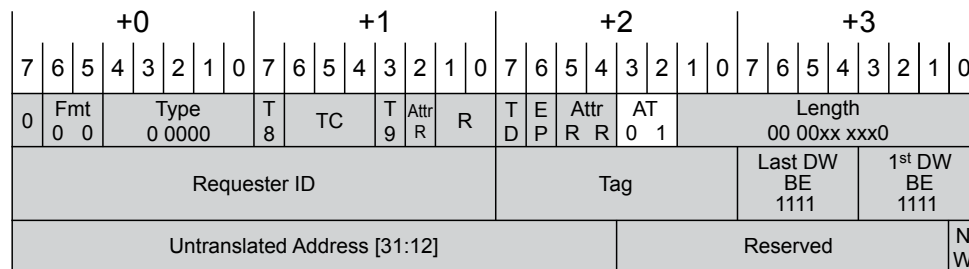 +0 +1 +2 +3
7 6 5 4 3 2 1 0 7 6 5 4 3 2 1 0 7 6 5 4 3 2 1 0 7 6 5 4 3 2 1 0
0 Fmt Type T TC T Attr R T E Attr AT Length
0 0 0 0000 8 9 R D P R R 0 1 00 00xx xxx0
Requester ID Tag Last DW BE 1111 1st DW BE 1111
Untranslated Address [31:12] Reserved N W